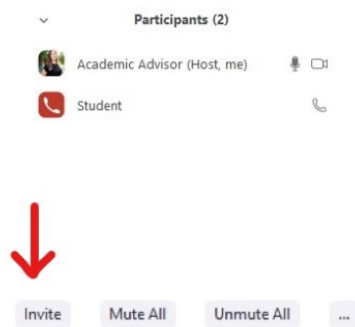 Participants (2)
Academic Advisor (Host, me)
Student
Invite Mute All Unmute All ...